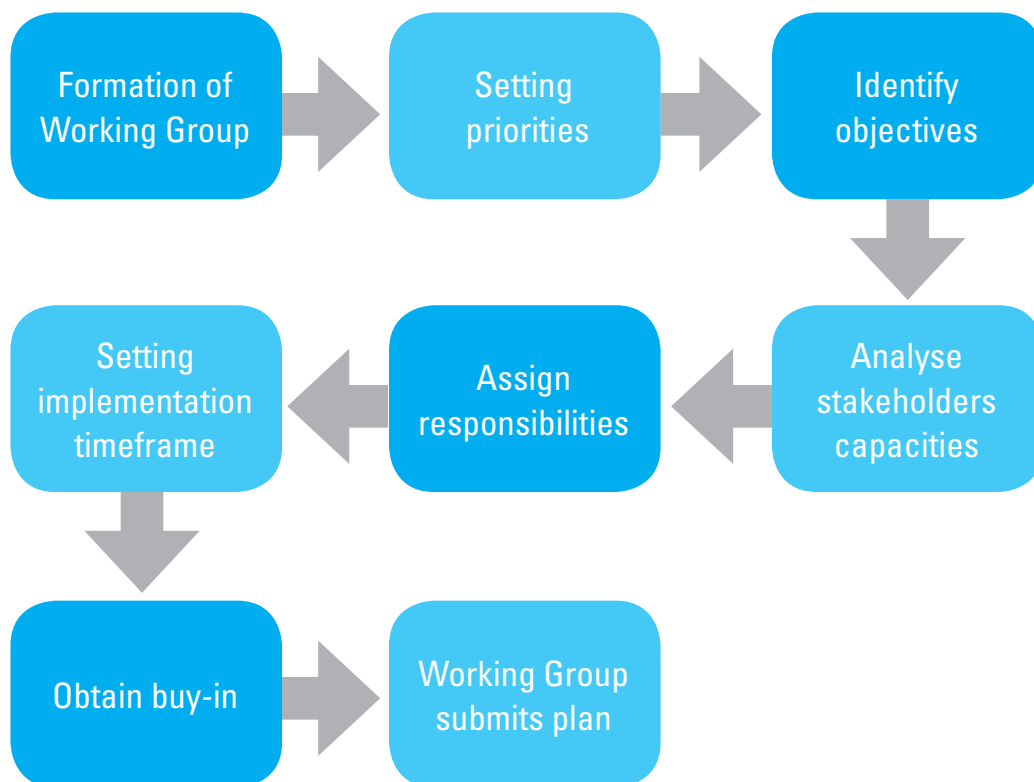 Formation of
Working Group
Setting
priorities
Identify
objectives
Analyse
stakeholders
capacities
Assign
responsibilities
Setting
implementation
timeframe
Obtain buy-in
Working Group
submits plan